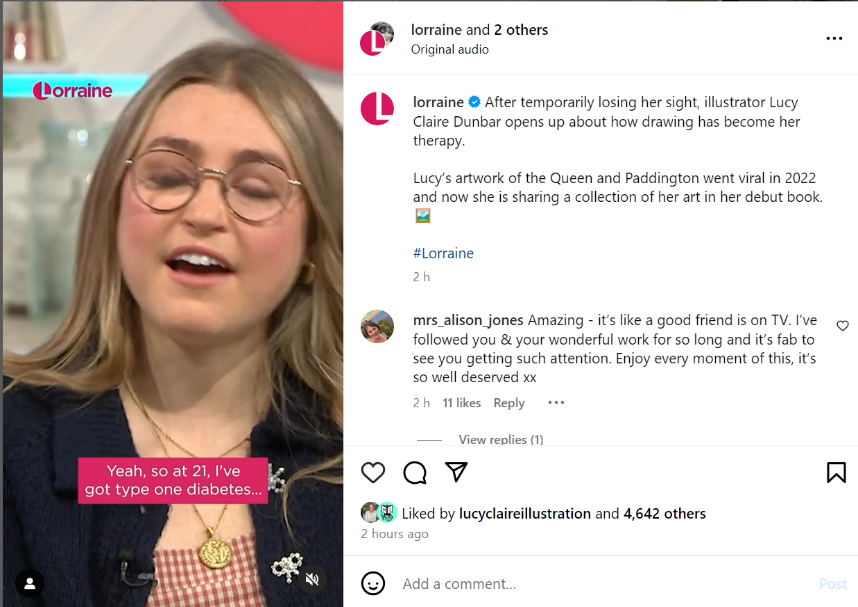 Lorraine
Yeah, so at 21, I've
got type one diabetes...
lorraine and 2 others
Original audio
lorraine After temporarily losing her sight, illustrator Lucy
Claire Dunbar opens up about how drawing has become her
therapy.
Lucy's artwork of the Queen and Paddington went viral in 2022
and now she is sharing a collection of her art in her debut book.
🖼️
#Lorraine
2 h
mrs_alison_jones Amazing - it's like a good friend is on TV. I've
followed you & your wonderful work for so long and it's fab to
see you getting such attention. Enjoy every moment of this, it's
so well deserved xx
2 h 11 likes Reply
View replies (1)
Liked by lucyclaireillustration and 4,642 others
2 hours ago
Add a comment...
Post